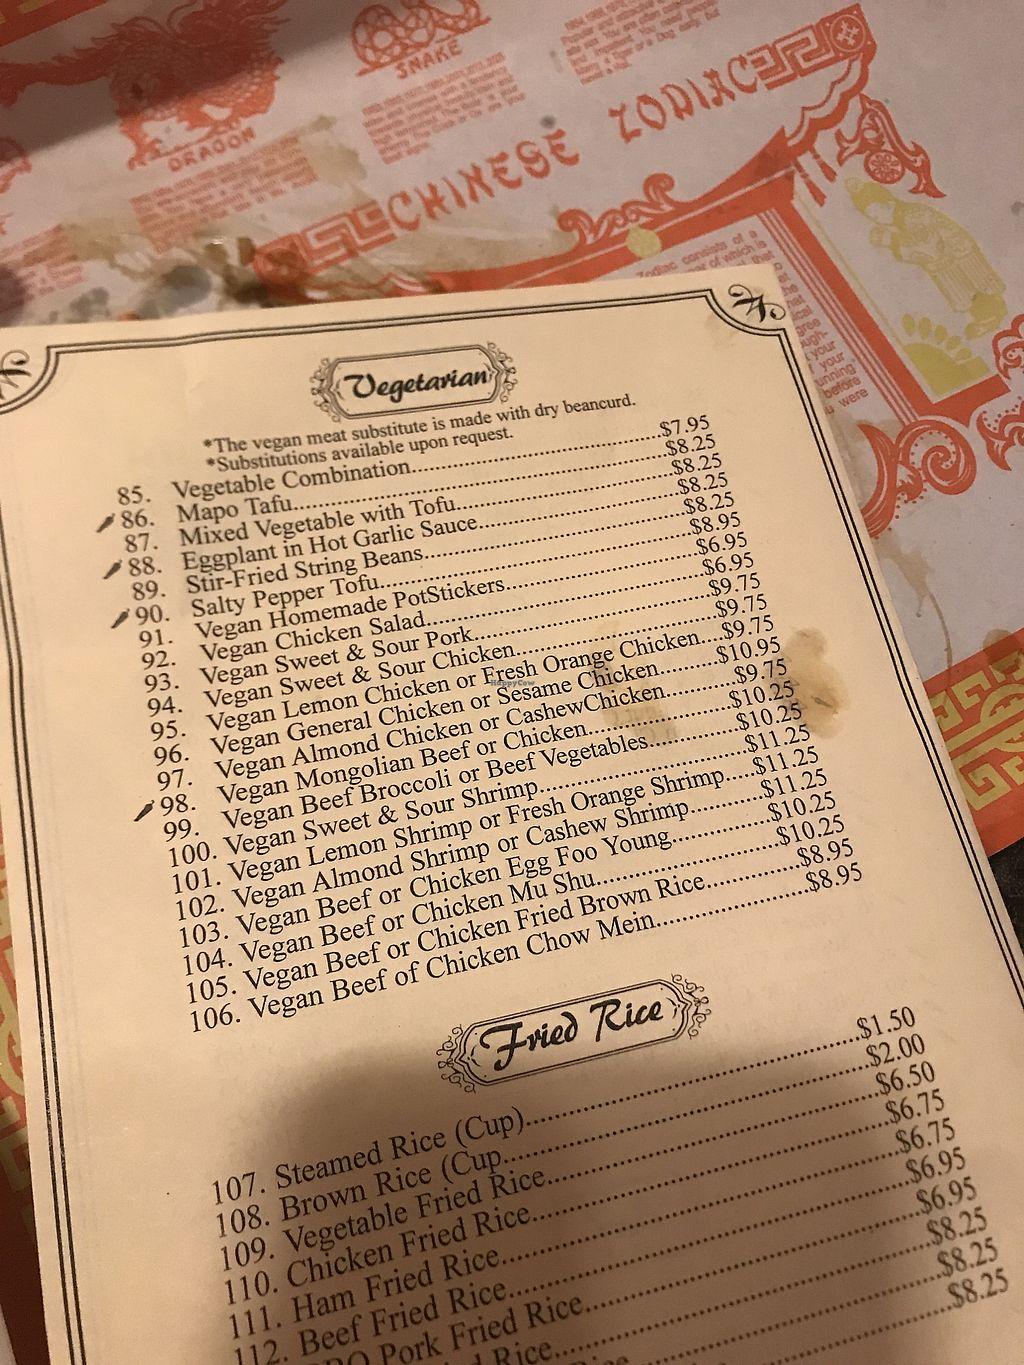 DRAGON
SNAKE
CHINESE ZODIAC
Zodiac consists of a
Vegetarian
*The vegan meat substitute is made with dry beancurd.
*Substitutions available upon request.
85. Vegetable Combination....................$7.95
86. Mapo Tafu....................$8.25
87. Mixed Vegetable with Tofu....................$8.25
88. Eggplant in Hot Garlic Sauce....................$8.25
89. Stir-Fried String Beans....................$8.25
90. Salty Pepper Tofu....................$8.95
91. Vegan Homemade PotStickers....................$6.95
92. Vegan Chicken Salad....................$6.95
93. Vegan Sweet & Sour Pork....................$9.75
94. Vegan Sweet & Sour Chicken....................$9.75
95. Vegan Lemon Chicken or Fresh Orange Chicken....$9.75
96. Vegan General Chicken or Sesame Chicken..........$10.95
97. Vegan Almond Chicken or CashewChicken..........$9.75
98. Vegan Mongolian Beef or Chicken....................$10.25
99. Vegan Beef Broccoli or Beef Vegetables..............$10.25
100. Vegan Sweet & Sour Shrimp....................$11.25
101. Vegan Lemon Shrimp or Fresh Orange Shrimp.....$11.25
102. Vegan Almond Shrimp or Cashew Shrimp..........$11.25
103. Vegan Beef or Chicken Egg Foo Young..............$10.25
104. Vegan Beef or Chicken Mu Shu....................$10.25
105. Vegan Beef or Chicken Fried Brown Rice............$8.95
106. Vegan Beef of Chicken Chow Mein....................$8.95
HappyCow
Fried Rice
107. Steamed Rice (Cup)....................$1.50
108. Brown Rice (Cup....................$2.00
109. Vegetable Fried Rice....................$6.50
110. Chicken Fried Rice....................$6.75
111. Ham Fried Rice....................$6.75
112. Beef Fried Rice....................$6.95
Pork Fried Rice....................$6.95
Rice....................$8.25
$8.25
$8.25